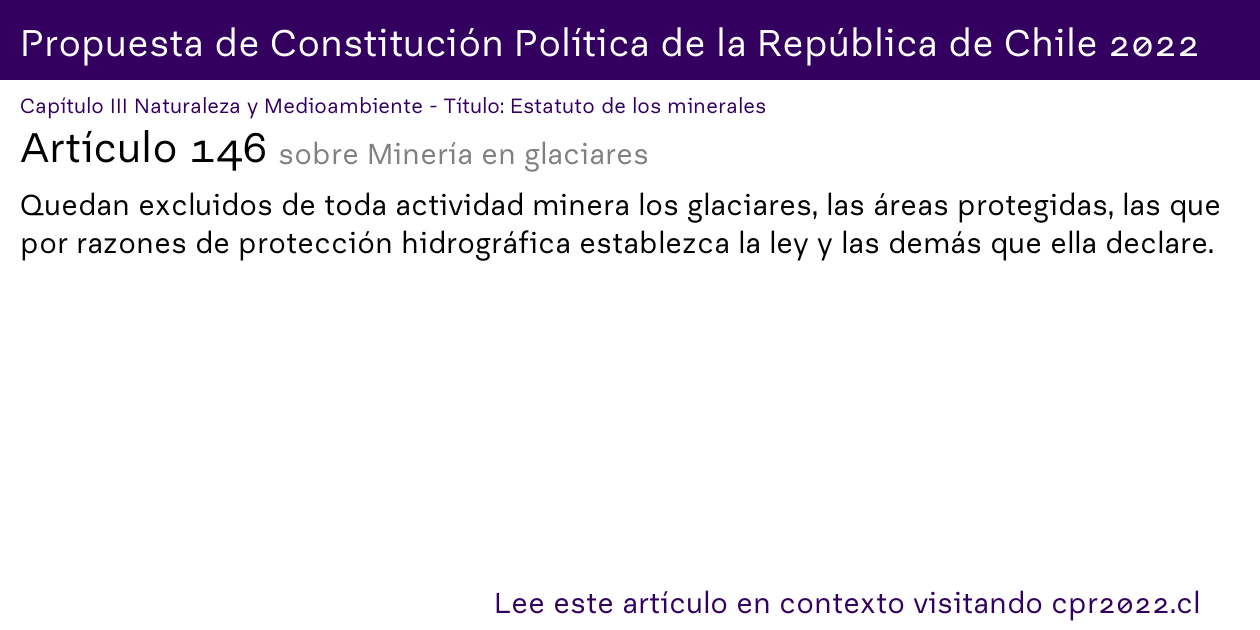 Propuesta de Constitución Política de la República de Chile 2022
Capítulo III Naturaleza y Medioambiente - Título: Estatuto de los minerales
Artículo 146 sobre Minería en glaciares
Quedan excluidos de toda actividad minera los glaciares, las áreas protegidas, las que
por razones de protección hidrográfica establezca la ley y las demás que ella declare.
Lee este artículo en contexto visitando cpr2022.cl